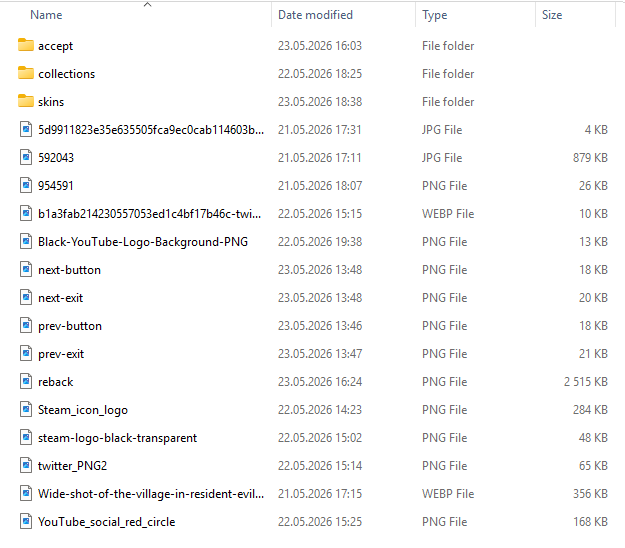 Name Date modified Type Size
accept 23.05.2026 16:03 File folder
collections 22.05.2026 18:25 File folder
skins 23.05.2026 18:38 File folder
5d9911823e35e635505fca9ec0cab114603b... 21.05.2026 17:31 JPG File 4 KB
592043 21.05.2026 17:11 JPG File 879 KB
954591 21.05.2026 18:07 PNG File 26 KB
b1a3fab214230557053ed1c4bf17b46c-twi... 22.05.2026 15:15 WEBP File 10 KB
Black-YouTube-Logo-Background-PNG 22.05.2026 19:38 PNG File 13 KB
next-button 23.05.2026 13:48 PNG File 18 KB
next-exit 23.05.2026 13:48 PNG File 20 KB
prev-button 23.05.2026 13:46 PNG File 18 KB
prev-exit 23.05.2026 13:47 PNG File 21 KB
reback 23.05.2026 16:24 PNG File 2 515 KB
Steam_icon_logo 22.05.2026 14:23 PNG File 284 KB
steam-logo-black-transparent 22.05.2026 15:02 PNG File 48 KB
twitter_PNG2 22.05.2026 15:14 PNG File 65 KB
Wide-shot-of-the-village-in-resident-evil... 21.05.2026 17:15 WEBP File 356 KB
YouTube_social_red_circle 22.05.2026 15:25 PNG File 168 KB